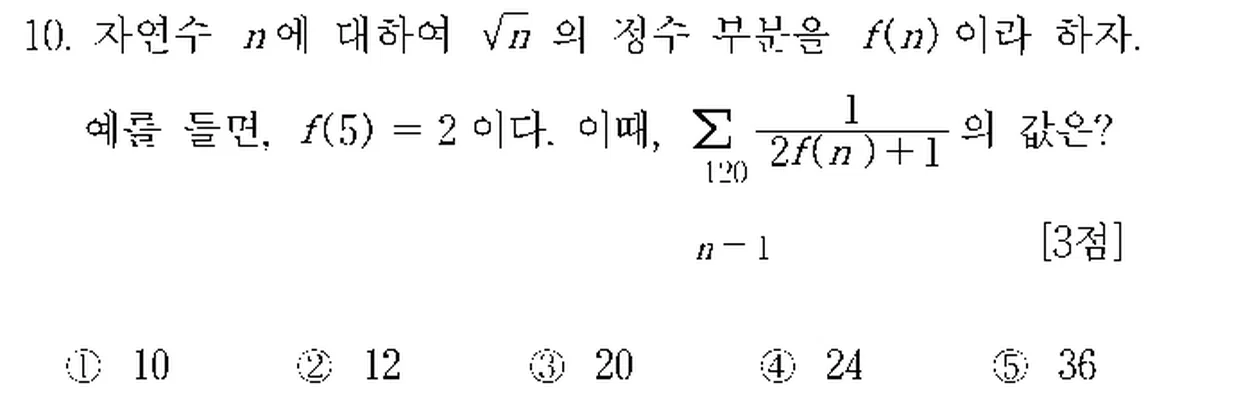 10. 자연수 n에 대하여 √n 의 정수 부분을 f(n)이라 하자.
예를 들면, f(5) = 2 이다. 이때, ∑ 1/(2f(n)+1) 의 값은?
120
n-1 [3점]
① 10 ② 12 ③ 20 ④ 24 ⑤ 36